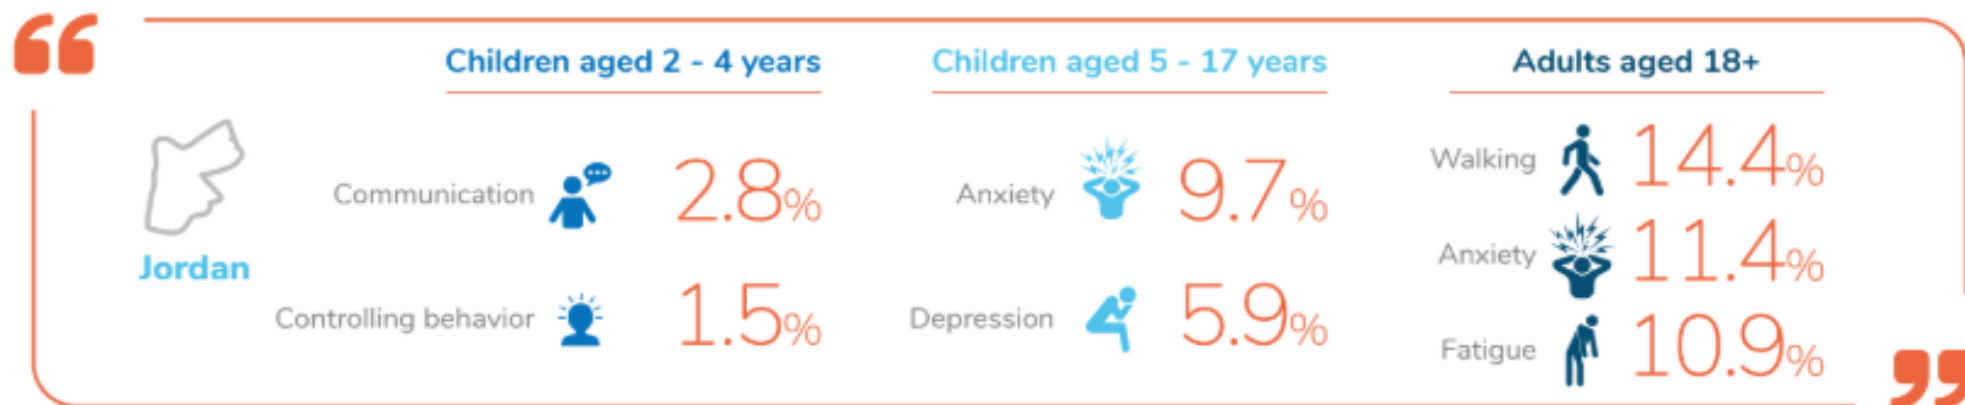 Children aged 2 - 4 years
Children aged 5 - 17 years
Adults aged 18+
Jordan
Communication 2.8%
Controlling behavior 1.5%
Anxiety 9.7%
Depression 5.9%
Walking 14.4%
Anxiety 11.4%
Fatigue 10.9%